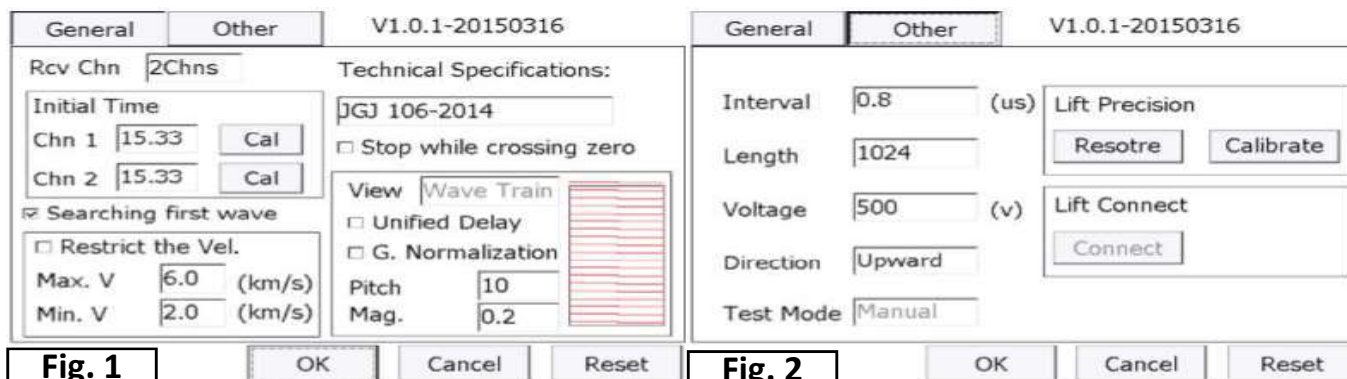 General Other V1.0.1-20150316
Rcv Chn 2Chns
Initial Time
Chn 1 15.33 Cal
Chn 2 15.33 Cal
Searching first wave
Restrict the Vel.
Max. V 6.0 (km/s)
Min. V 2.0 (km/s)
Technical Specifications:
JGJ 106-2014
Stop while crossing zero
View Wave Train
Unified Delay
G. Normalization
Pitch 10
Mag. 0.2
OK Cancel Reset
Fig. 1
General Other V1.0.1-20150316
Interval 0.8 (us)
Length 1024
Voltage 500 (v)
Direction Upward
Test Mode Manual
Lift Precision
Resotre Calibrate
Lift Connect
Connect
OK Cancel Reset
Fig. 2